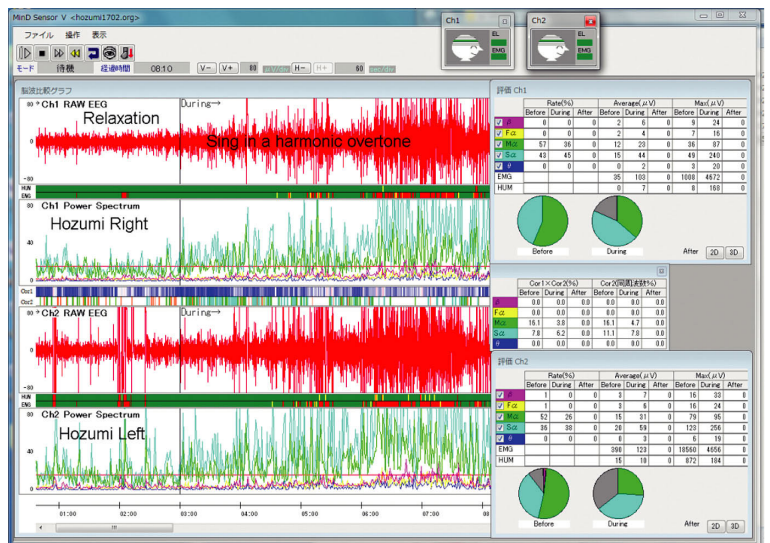 MinD Sensor V <hozumi1702.org>
ファイル 操作 表示
モード 待機 経過時間 08:10 V- V+ 80 H- H+ 60
Ch1
EL
EMG
Ch2
EL
EMG
脳波比較グラフ
80 Ch1 RAW EEG During→
Relaxation
Sing in a harmonic overtone
0
-80
HUM
EMG
80 Ch1 Power Spectrum
Hozumi Right
40
0
Cor1
Cor2
80 Ch2 RAW EEG During→
0
-80
HUM
EMG
80 Ch2 Power Spectrum
Hozumi Left
40
0
01:00 02:00 03:00 04:00 05:00 06:00 07:00
評価 Ch1
Rate(%) Average(μV) Max(μV)
Before During After Before During After Before During After
β 0 0 0 2 6 0 9 24 0
Fα 0 0 0 2 4 0 7 16 0
Mα 57 36 0 12 23 0 36 87 0
Sα 43 45 0 15 44 0 49 240 0
θ 0 0 0 0 2 0 3 20 0
EMG 35 103 0 1088 4672 0
HUM 0 7 0 8 168 0
Before During After 2D 3D
Cor1×Cor2(%) Cor2(同周波数%)
Before During After Before During After
β 0.0 0.0 0.0 0.0 0.0 0.0
Fα 0.0 0.0 0.0 0.0 0.0 0.0
Mα 16.1 3.8 0.0 16.1 4.7 0.0
Sα 7.8 6.2 0.0 11.1 7.8 0.0
θ 0.0 0.0 0.0 0.0 0.0 0.0
評価 Ch2
Rate(%) Average(μV) Max(μV)
Before During After Before During After Before During After
β 1 0 0 3 7 0 16 33 0
Fα 1 0 0 3 6 0 16 24 0
Mα 52 26 0 15 31 0 79 95 0
Sα 36 38 0 20 59 0 123 256 0
θ 0 0 0 0 3 0 6 19 0
EMG 390 123 0 18560 4656 0
HUM 15 10 0 872 184 0
Before During After 2D 3D